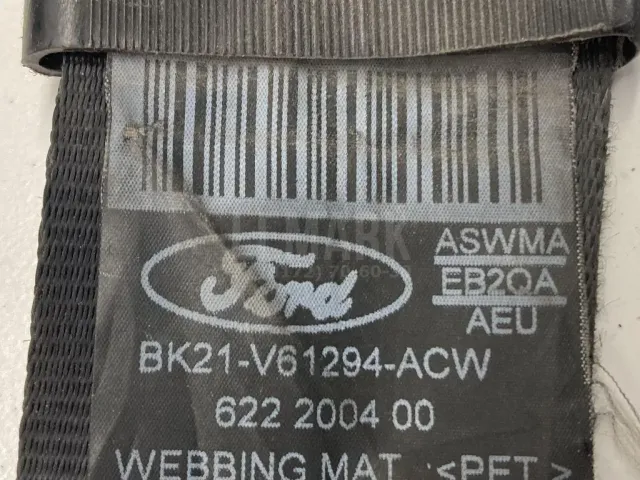 ASWMA
Ford
EB2QA
AEU
BK21-V61294-ACW
622 2004 00
WEBBING MAT. <PET>